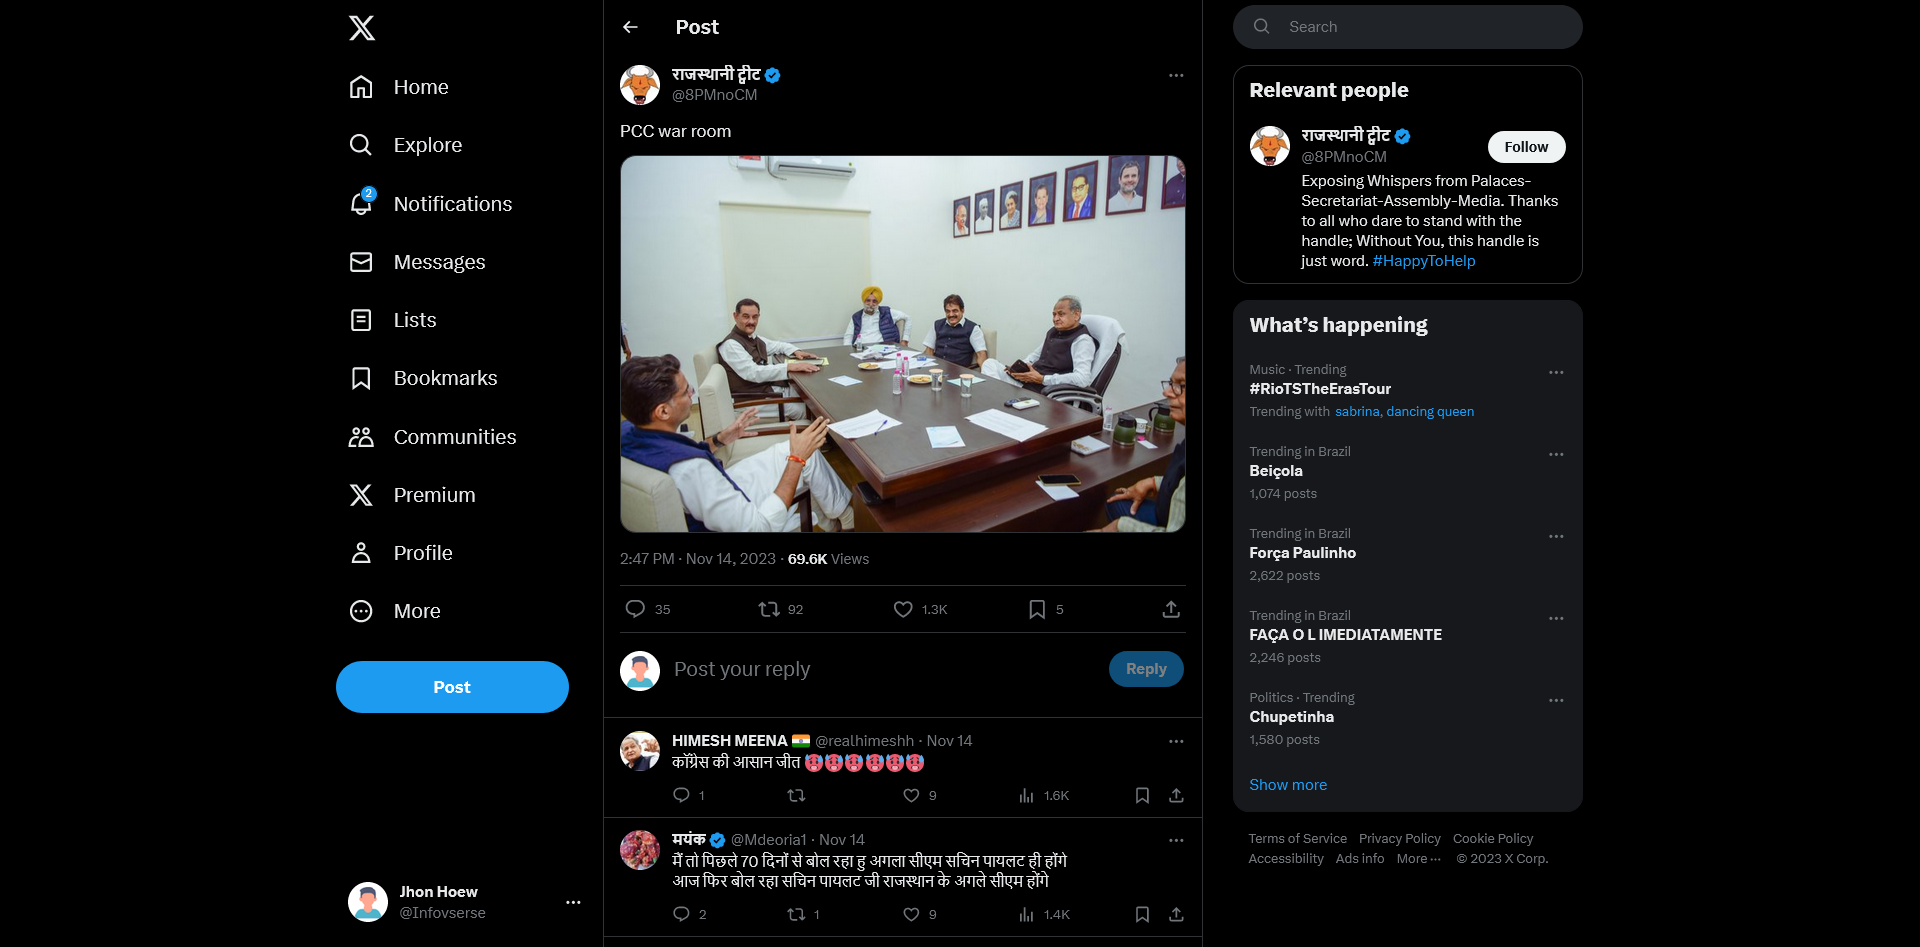 Home
Explore
2
Notifications
Messages
Lists
Bookmarks
Communities
Premium
Profile
More
Post
Jhon Hoew
@Infovserse
Post
राजस्थानी ट्वीट
@8PMnoCM
PCC war room
2:47 PM · Nov 14, 2023 · 69.6K Views
35 92 1.3K 5
Post your reply
Reply
HIMESH MEENA 🇮🇳 @realhimeshh · Nov 14
कॉंग्रेस की आसान जीत 🥵🥵🥵🥵🥵🥵
1 9 1.6K
मयंक @Mdeoria1 · Nov 14
मैं तो पिछले 70 दिनों से बोल रहा हु अगला सीएम सचिन पायलट ही होंगे
आज फिर बोल रहा सचिन पायलट जी राजस्थान के अगले सीएम होंगे
2 1 9 1.4K
Search
Relevant people
राजस्थानी ट्वीट
@8PMnoCM
Follow
Exposing Whispers from Palaces-
Secretariat-Assembly-Media. Thanks
to all who dare to stand with the
handle; Without You, this handle is
just word. #HappyToHelp
What's happening
Music · Trending
#RioTSTheErasTour
Trending with sabrina, dancing queen
Trending in Brazil
Beiçola
1,074 posts
Trending in Brazil
Força Paulinho
2,622 posts
Trending in Brazil
FAÇA O L IMEDIATAMENTE
2,246 posts
Politics · Trending
Chupetinha
1,580 posts
Show more
Terms of Service Privacy Policy Cookie Policy
Accessibility Ads info More ··· © 2023 X Corp.